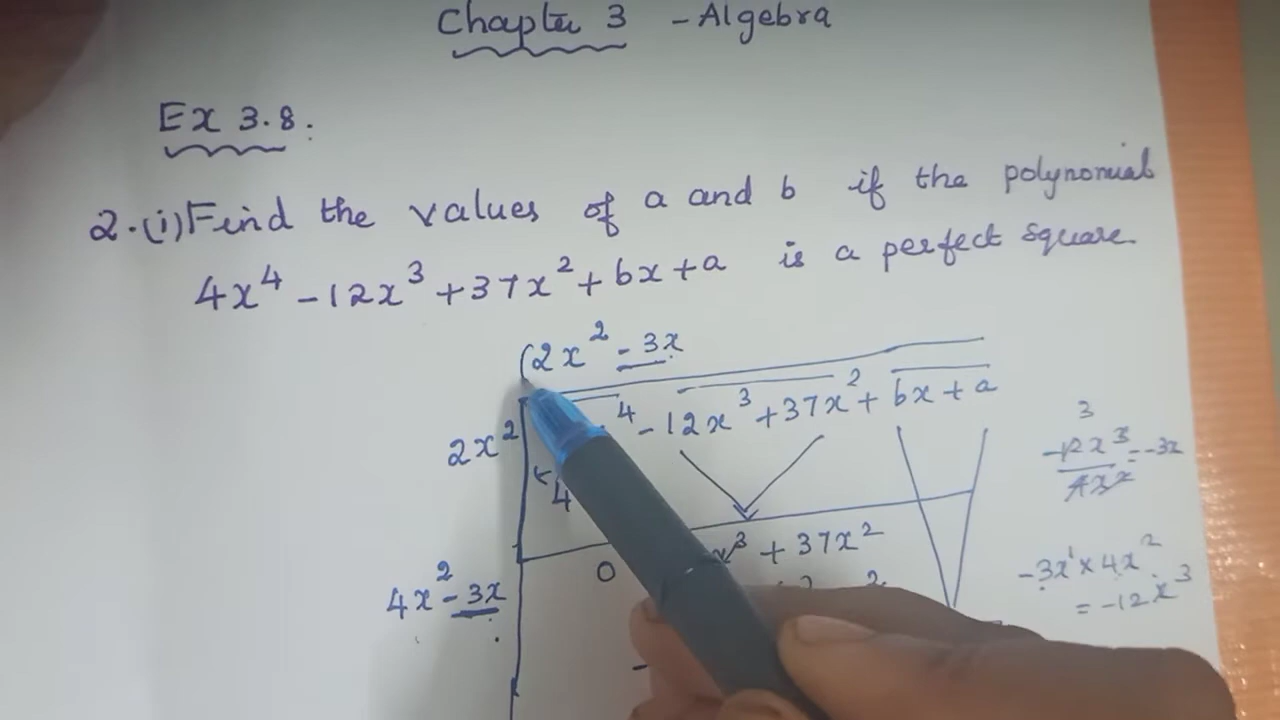 Chapter 3 - Algebra
Ex 3.8.
2.(i) Find the values of a and b if the polynomial
4x⁴ - 12x³ + 37x² + bx + a is a perfect square.
2x² - 3x
2x² ⁴ - 12x³ + 37x² + bx + a
4
x³ + 37x²
0
4x² - 3x
3
-12x³ = -3x
4x²
-3x¹ × 4x²
= -12x³